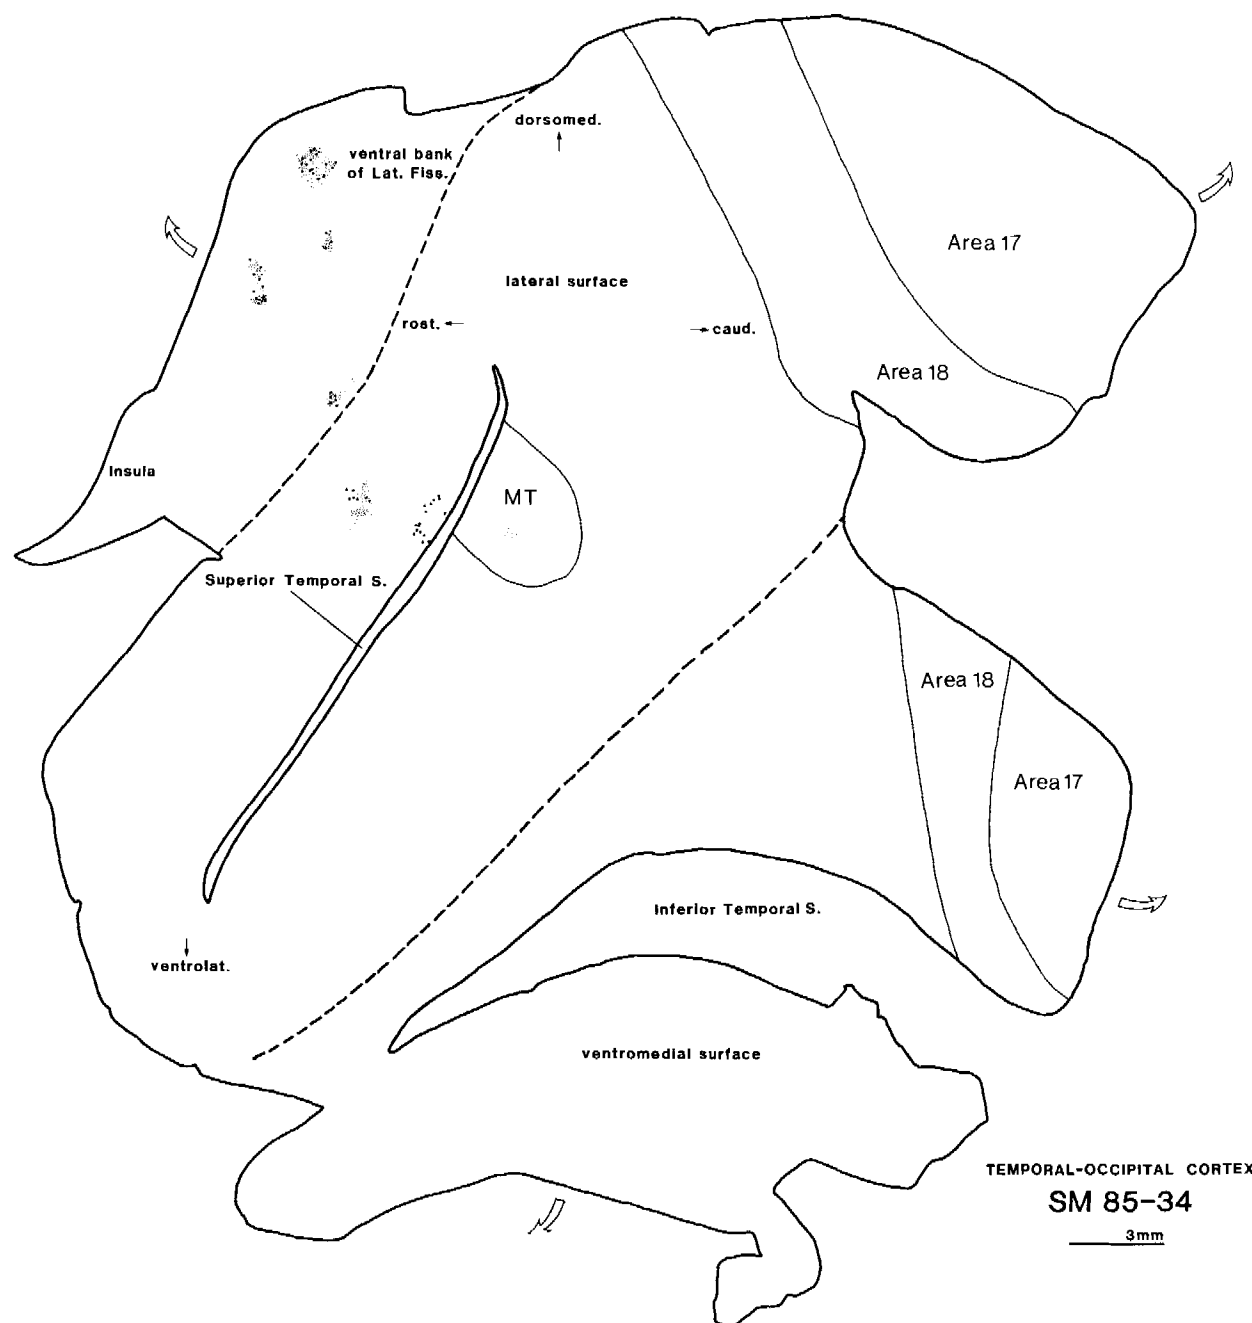 dorsomed.
ventral bank
of Lat. Fiss.
Area 17
lateral surface
rost.
caud.
Area 18
Insula
MT
Superior Temporal S.
Area 18
Area 17
Inferior Temporal S.
ventrolat.
ventromedial surface
TEMPORAL-OCCIPITAL CORTEX
SM 85-34
3mm